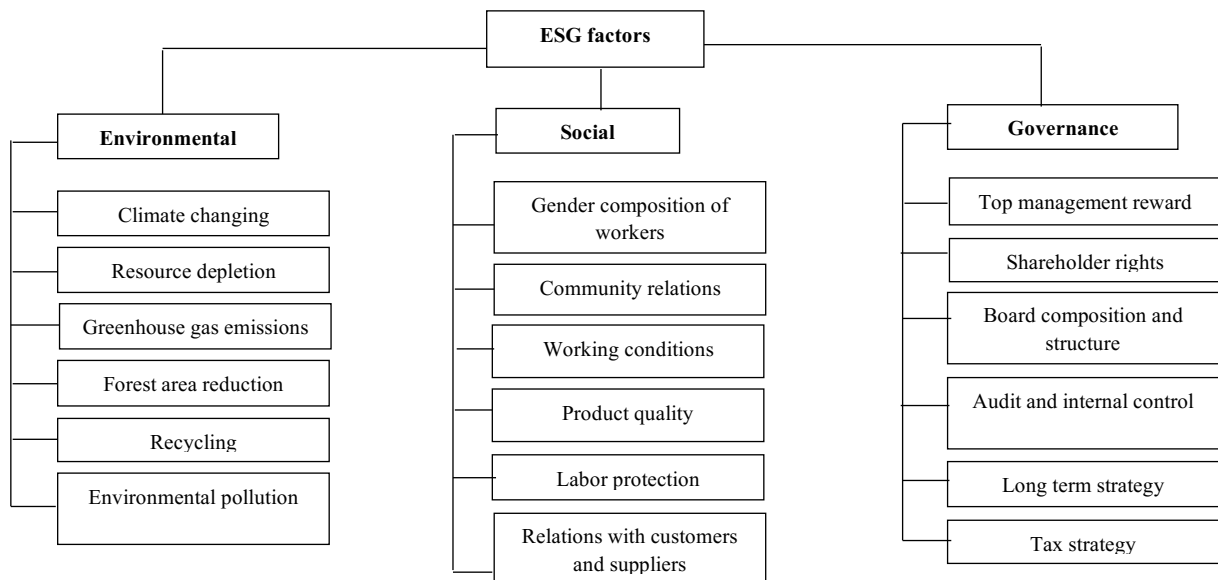 ESG factors
Environmental
Climate changing
Resource depletion
Greenhouse gas emissions
Forest area reduction
Recycling
Environmental pollution
Social
Gender composition of
workers
Community relations
Working conditions
Product quality
Labor protection
Relations with customers
and suppliers
Governance
Top management reward
Shareholder rights
Board composition and
structure
Audit and internal control
Long term strategy
Tax strategy